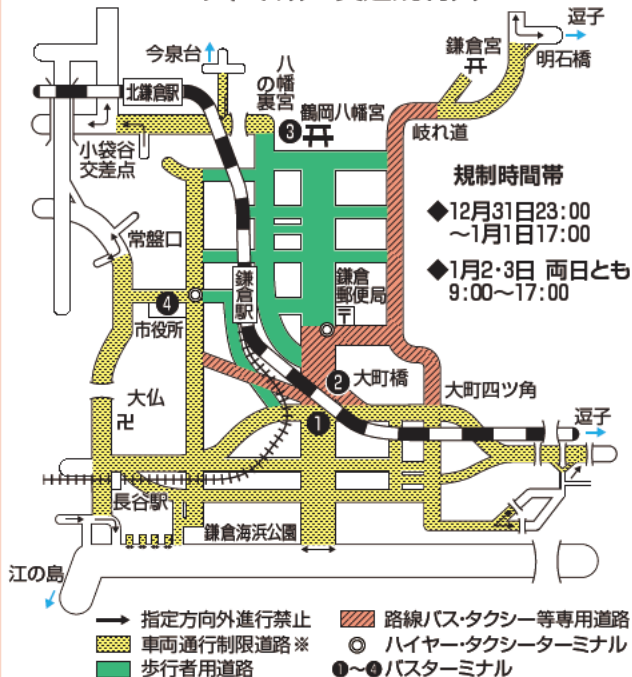 逗子
今泉台
八幡宮
の裏
鎌倉宮
明石橋
北鎌倉駅
❸
鶴岡八幡宮
岐れ道
小袋谷
交差点
規制時間帯
◆12月31日23:00
～1月1日17:00
常盤口
◆1月2・3日 両日とも
9:00～17:00
鎌倉駅
鎌倉
郵便局
〒
❹
市役所
❷
大町橋
大仏
卍
大町四ツ角
❶
逗子
長谷駅
鎌倉海浜公園
江の島
指定方向外進行禁止
路線バス・タクシー等専用道路
車両通行制限道路※
◎ ハイヤー・タクシーターミナル
歩行者用道路
❶～❹バスターミナル